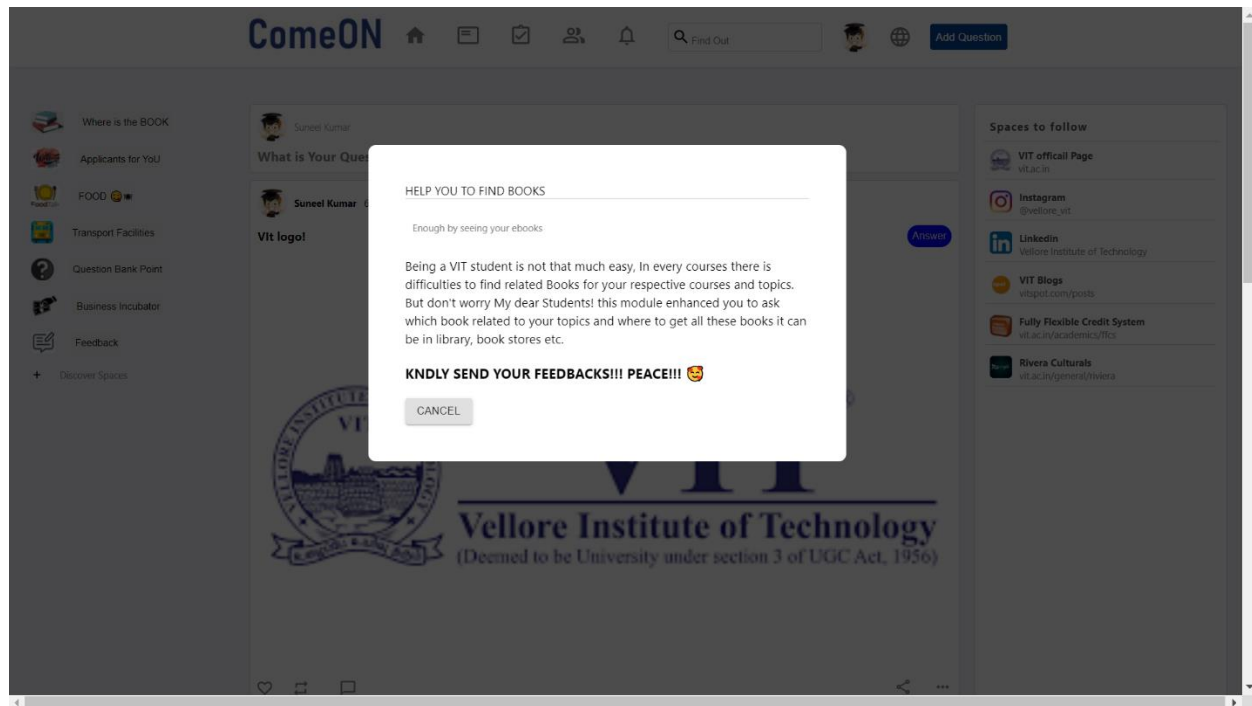 ComeON
Find Out
Add Question
Where is the BOOK
Applicants for YoU
FOOD 😋🍽
Transport Facilities
Question Bank Point
Business Incubator
Feedback
+ Discover Spaces
Suneel Kumar
What is Your Ques
Suneel Kumar
VIt logo!
Answer
HELP YOU TO FIND BOOKS
Enough by seeing your ebooks
Being a VIT student is not that much easy, In every courses there is
difficulties to find related Books for your respective courses and topics.
But don't worry My dear Students! this module enhanced you to ask
which book related to your topics and where to get all these books it can
be in library, book stores etc.
KNDLY SEND YOUR FEEDBACKS!!! PEACE!!! 🥰
CANCEL
VIT
Vellore Institute of Technology
(Deemed to be University under section 3 of UGC Act, 1956)
Spaces to follow
VIT officail Page
vit.ac.in
Instagram
@vellore_vit
Linkedin
Vellore Institute of Technology
VIT Blogs
vitspot.com/posts
Fully Flexible Credit System
vit.ac.in/academics/ffcs
Rivera Culturals
vit.ac.in/general/riviera